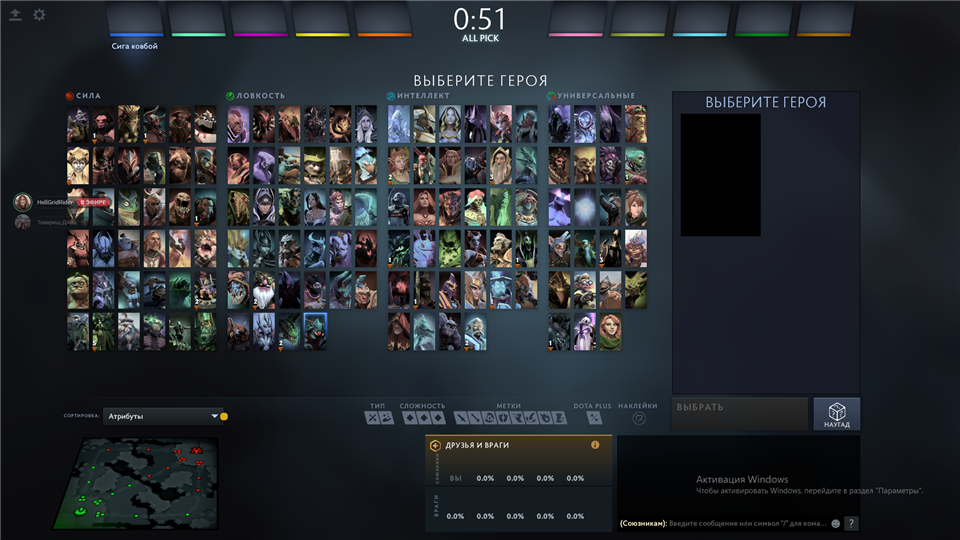 0:51
ALL PICK
Сига ковбой
ВЫБЕРИТЕ ГЕРОЯ
СИЛА
ЛОВКОСТЬ
ИНТЕЛЛЕКТ
УНИВЕРСАЛЬНЫЕ
ВЫБЕРИТЕ ГЕРОЯ
HellGridRider
В ЭФИРЕ
СОРТИРОВКА:
Атрибуты
ТИП
СЛОЖНОСТЬ
МЕТКИ
DOTA PLUS
НАКЛЕЙКИ
ВЫБРАТЬ
НАУГАД
ДРУЗЬЯ И ВРАГИ
СОЮЗНИКИ
ВЫ 0.0% 0.0% 0.0% 0.0%
ВРАГИ
0.0% 0.0% 0.0% 0.0% 0.0%
Активация Windows
Чтобы активировать Windows, перейдите в раздел "Параметры".
(Союзникам): Введите сообщение или символ "/" для кома...
?